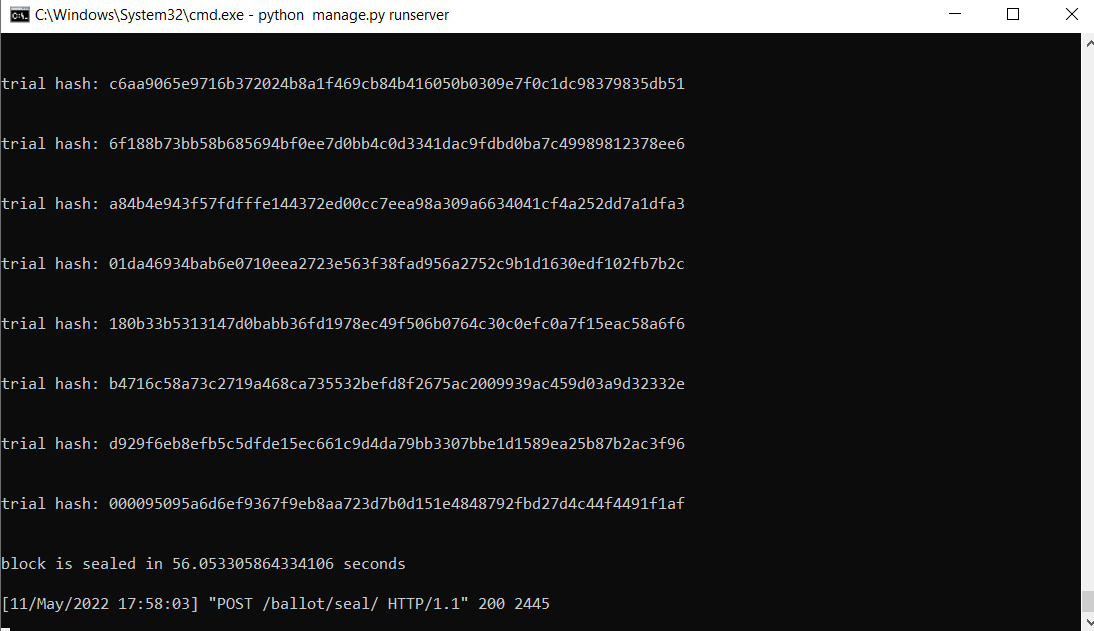 C:\Windows\System32\cmd.exe - python  manage.py runserver
trial hash: c6aa9065e9716b372024b8a1f469cb84b416050b0309e7f0c1dc98379835db51
trial hash: 6f188b73bb58b685694bf0ee7d0bb4c0d3341dac9fdbd0ba7c49989812378ee6
trial hash: a84b4e943f57fdfffe144372ed00cc7eea98a309a6634041cf4a252dd7a1dfa3
trial hash: 01da46934bab6e0710eea2723e563f38fad956a2752c9b1d1630edf102fb7b2c
trial hash: 180b33b5313147d0babb36fd1978ec49f506b0764c30c0efc0a7f15eac58a6f6
trial hash: b4716c58a73c2719a468ca735532befd8f2675ac2009939ac459d03a9d32332e
trial hash: d929f6eb8efb5c5dfde15ec661c9d4da79bb3307bbe1d1589ea25b87b2ac3f96
trial hash: 000095095a6d6ef9367f9eb8aa723d7b0d151e4848792fbd27d4c44f4491f1af
block is sealed in 56.053305864334106 seconds
[11/May/2022 17:58:03] "POST /ballot/seal/ HTTP/1.1" 200 2445